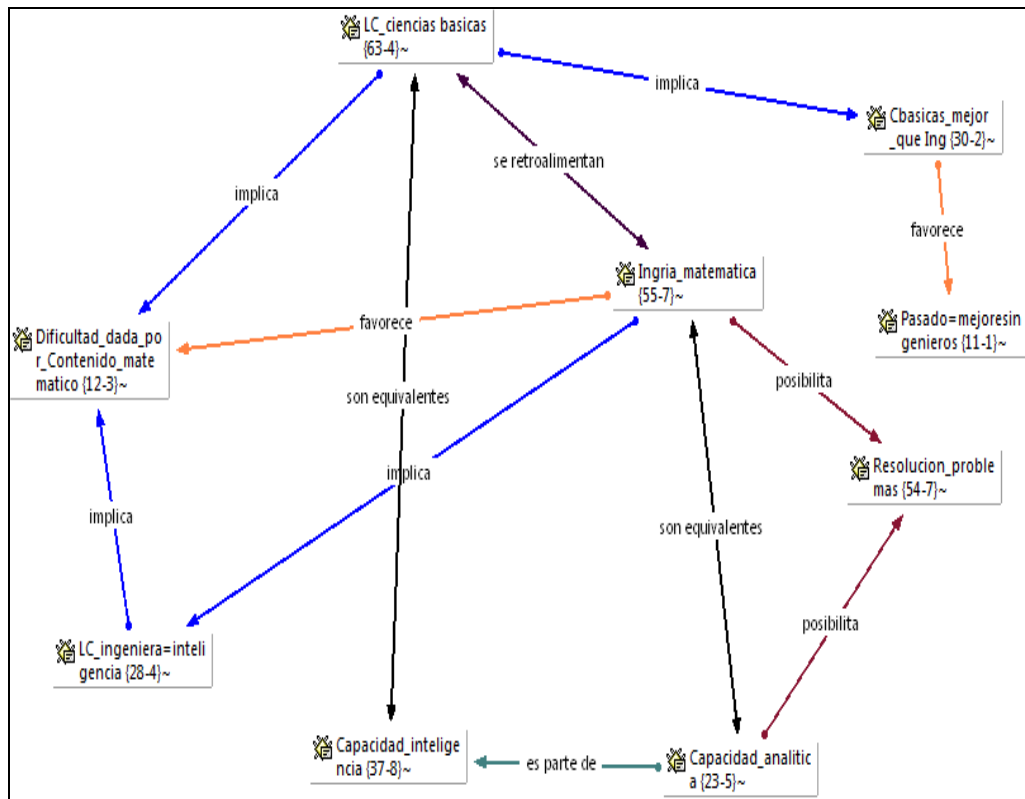 LC_ciencias basicas
{63-4}~
implica
Cbasicas_mejor
_que Ing {30-2}~
se retroalimentan
implica
favorece
Ingria_matematica
{55-7}~
Pasado=mejoresin
genieros {11-1}~
favorece
Dificultad_dada_po
r_Contenido_mate
matico {12-3}~
posibilita
son equivalentes
Resolucion_proble
mas {54-7}~
implica
implica
son equivalentes
posibilita
LC_ingeniera=inteli
gencia {28-4}~
Capacidad_intelige
ncia {37-8}~
es parte de
Capacidad_analitic
a {23-5}~